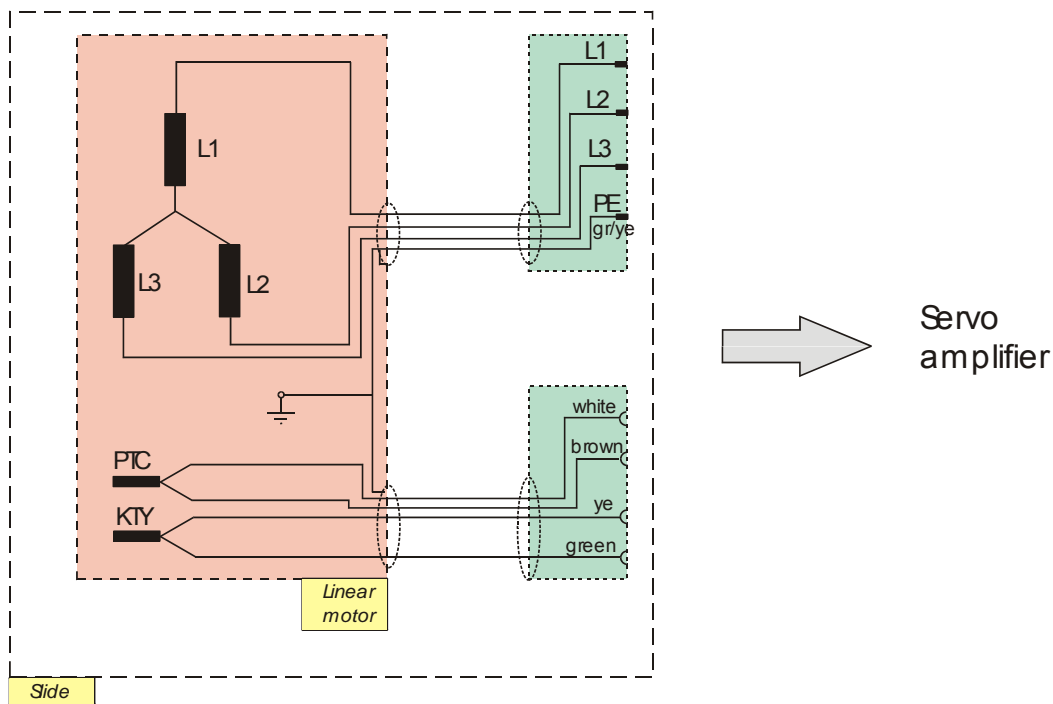 L1
L1
L2
L3
PE
gr/ye
L3
L2
Servo
amplifier
white
brown
PTC
KTY
ye
green
Linear
motor
Slide